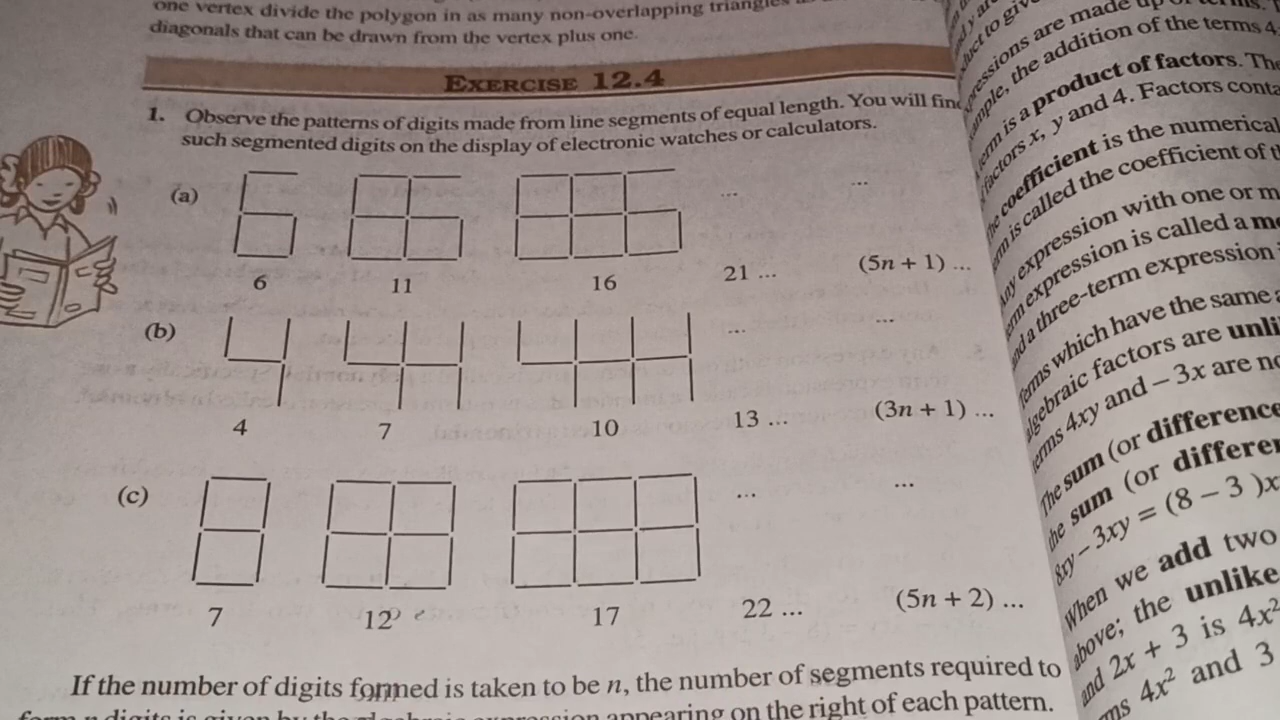 one vertex divide the polygon in as many non-overlapping triangles
diagonals that can be drawn from the vertex plus one.
EXERCISE 12.4
1. Observe the patterns of digits made from line segments of equal length. You will find
such segmented digits on the display of electronic watches or calculators.
(a)
... ...
6 11 16 21 ... (5n + 1) ...
(b)
... ...
4 7 10 13 ... (3n + 1) ...
(c)
... ...
7 12 17 22 ... (5n + 2) ...
If the number of digits formed is taken to be n, the number of segments required to
appearing on the right of each pattern.
to give
expressions are made up of terms.
the addition of the terms 4
term is a product of factors. The
factors x, y and 4. Factors conta
coefficient is the numerical
is called the coefficient of
expression with one or m
expression is called a mo
and a three-term expression
Terms which have the same
algebraic factors are unli
terms 4xy and – 3x are no
The sum (or difference
the sum (or differen
8xy – 3xy = (8 – 3 )x
When we add two
above; the unlike
and 2x + 3 is 4x²
4x² and 3